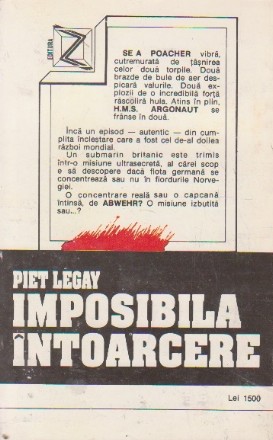 EDITURA
Z
SEA POACHER vibră,
cutremurată de țâșnirea
celor două torpile. Două
brazde de bule de aer des-
picară valurile. Două ex-
plozii de o incredibilă forță
răscoliră hula. Atins în plin,
H.M.S. ARGONAUT se
frânse în două.
Încă un episod — autentic — din cum-
plita încleștare care a fost cel de-al doilea
război mondial.
Un submarin britanic este trimis
într-o misiune ultrasecretă, al cărei scop
e să descopere dacă flota germană se
concentrează sau nu în fiordurile Norve-
giei.
O concentrare reală sau o capcană
întinsă, de ABWEHR? O misiune izbutită
sau...?
PIET LEGAY
IMPOSIBILA
ÎNTOARCERE
Lei 1500